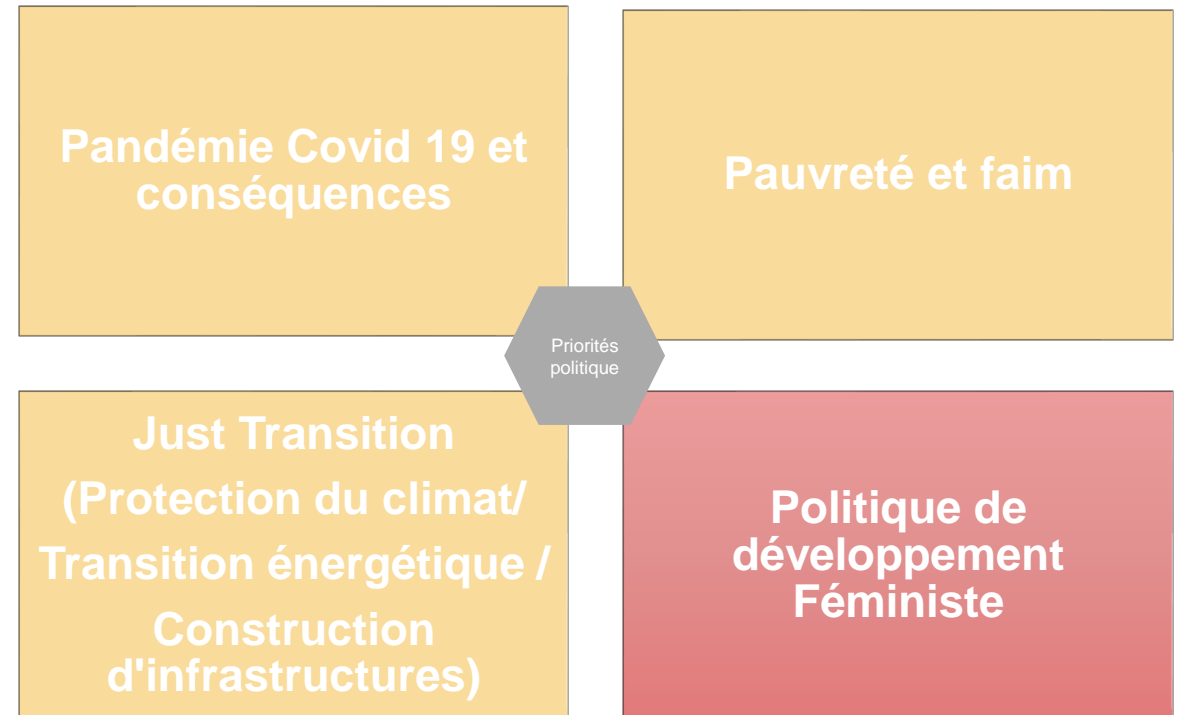 Pandémie Covid 19 et
conséquences
Pauvreté et faim
Priorités
politique
Just Transition
(Protection du climat/
Transition énergétique /
Construction
d'infrastructures)
Politique de
développement
Féministe